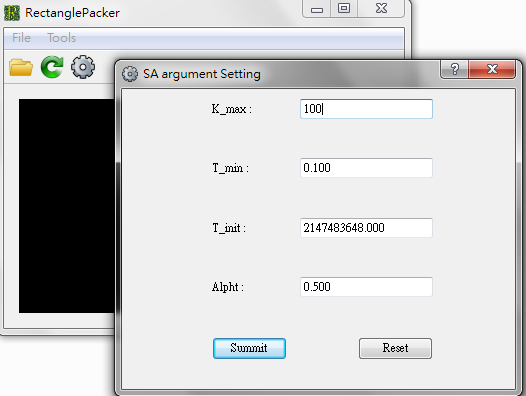 RectanglePacker
File Tools
SA argument Setting
K_max :
100
T_min :
0.100
T_init :
2147483648.000
Alpht :
0.500
Summit
Reset